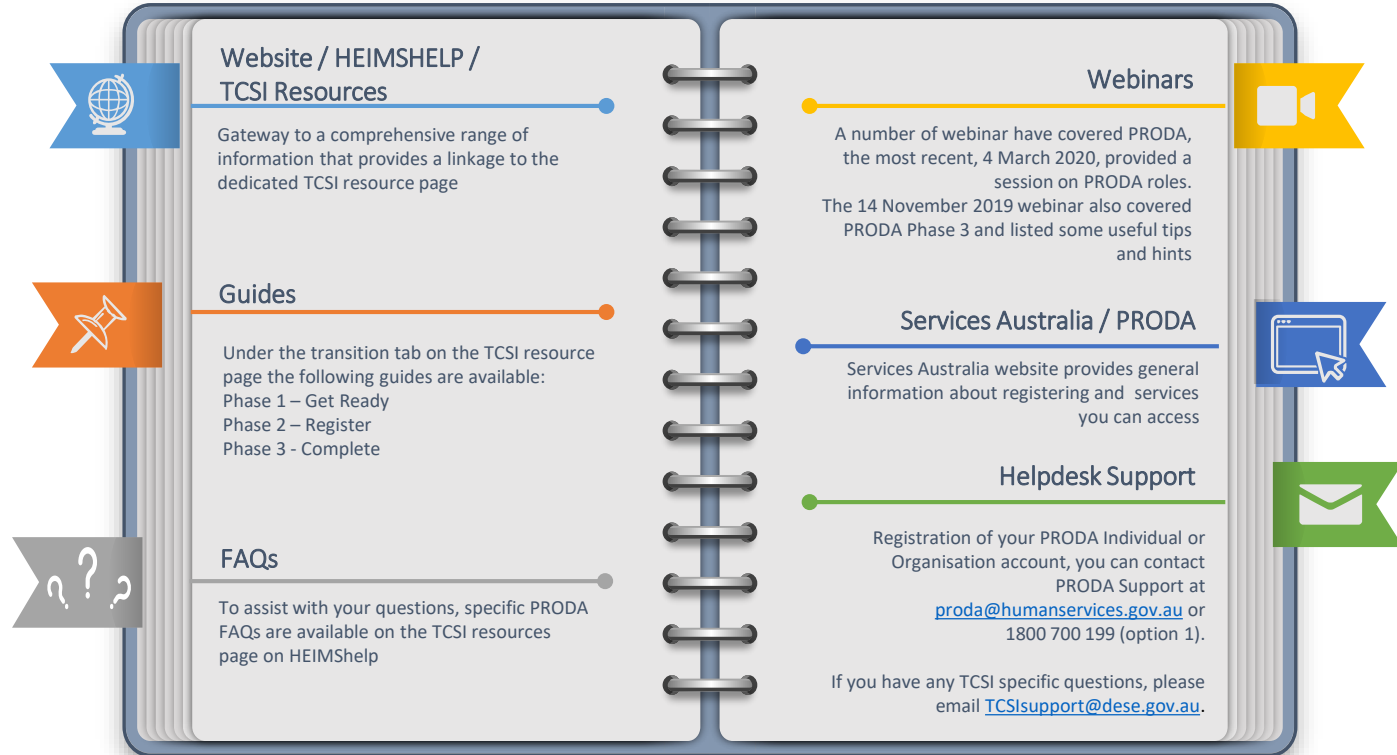 Website / HEIMSHELP /
TCSI Resources
Gateway to a comprehensive range of
information that provides a linkage to the
dedicated TCSI resource page
Guides
Under the transition tab on the TCSI resource
page the following guides are available:
Phase 1 – Get Ready
Phase 2 – Register
Phase 3 - Complete
FAQs
To assist with your questions, specific PRODA
FAQs are available on the TCSI resources
page on HEIMShelp
Webinars
A number of webinar have covered PRODA,
the most recent, 4 March 2020, provided a
session on PRODA roles.
The 14 November 2019 webinar also covered
PRODA Phase 3 and listed some useful tips
and hints
Services Australia / PRODA
Services Australia website provides general
information about registering and services
you can access
Helpdesk Support
Registration of your PRODA Individual or
Organisation account, you can contact
PRODA Support at
proda@humanservices.gov.au or
1800 700 199 (option 1).
If you have any TCSI specific questions, please
email TCSIsupport@dese.gov.au.